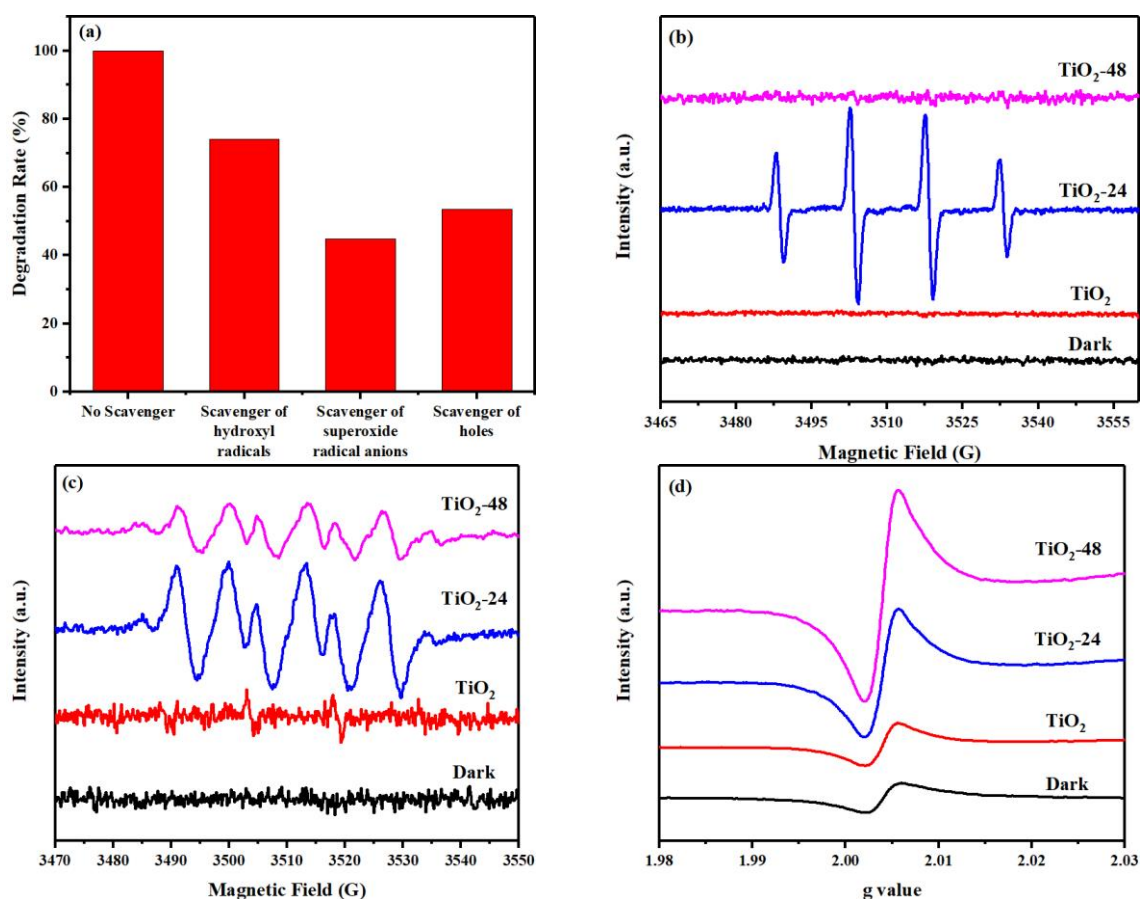 (a)
Degradation Rate (%)
100
80
60
40
20
0
No Scavenger
Scavenger of
hydroxyl
radicals
Scavenger of
superoxide
radical anions
Scavenger of
holes
(b)
Intensity (a.u.)
TiO₂-48
TiO₂-24
TiO₂
Dark
3465 3480 3495 3510 3525 3540 3555
Magnetic Field (G)
(c)
Intensity (a.u.)
TiO₂-48
TiO₂-24
TiO₂
Dark
3470 3480 3490 3500 3510 3520 3530 3540 3550
Magnetic Field (G)
(d)
Intensity (a.u.)
TiO₂-48
TiO₂-24
TiO₂
Dark
1.98 1.99 2.00 2.01 2.02 2.03
g value